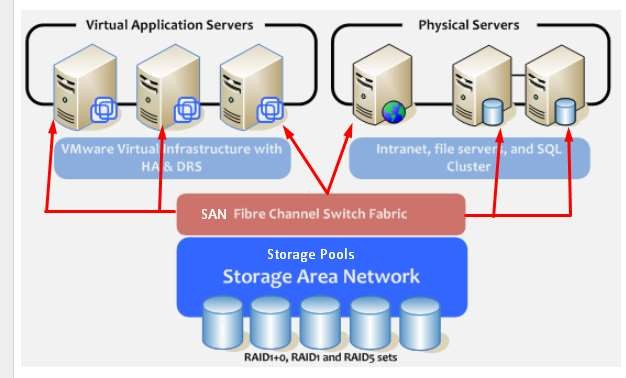 Virtual Application Servers
Physical Servers
VMware Virtual Infrastructure with
HA & DRS
Intranet, file servers, and SQL
Cluster
SAN Fibre Channel Switch Fabric
Storage Pools
Storage Area Network
RAID1+0, RAID1 and RAID5 sets